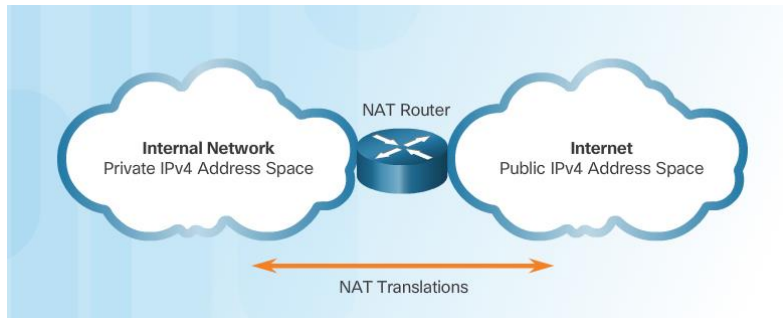 NAT Router
Internal Network
Private IPv4 Address Space
Internet
Public IPv4 Address Space
NAT Translations